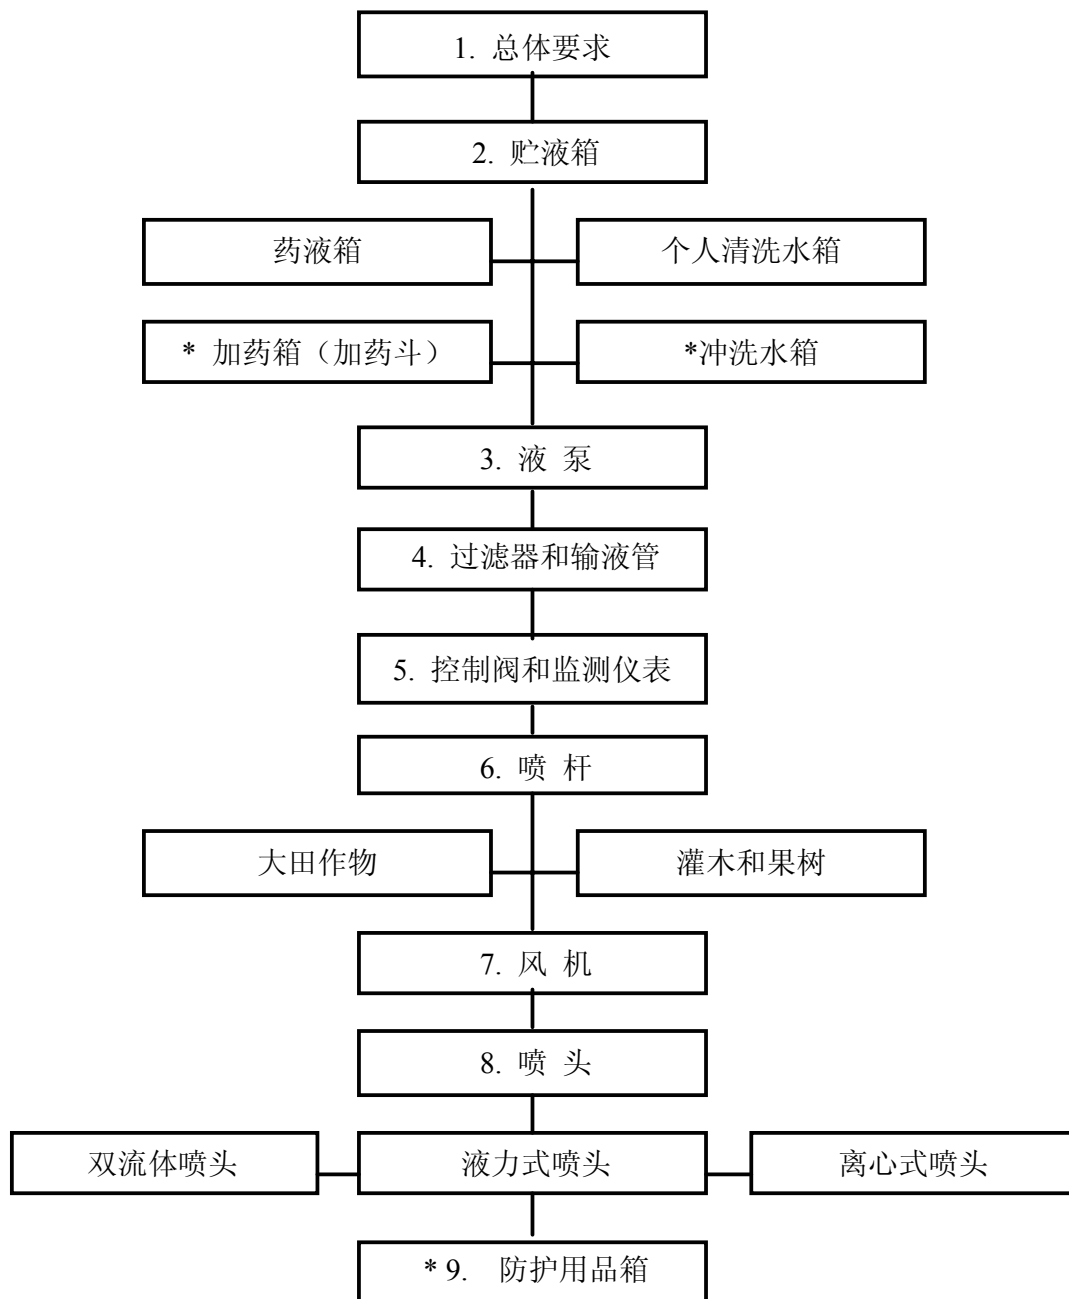 1. 总体要求
2. 贮液箱
药液箱
个人清洗水箱
* 加药箱（加药斗）
*冲洗水箱
3. 液 泵
4. 过滤器和输液管
5. 控制阀和监测仪表
6. 喷 杆
大田作物
灌木和果树
7. 风 机
8. 喷 头
双流体喷头
液力式喷头
离心式喷头
* 9. 防护用品箱